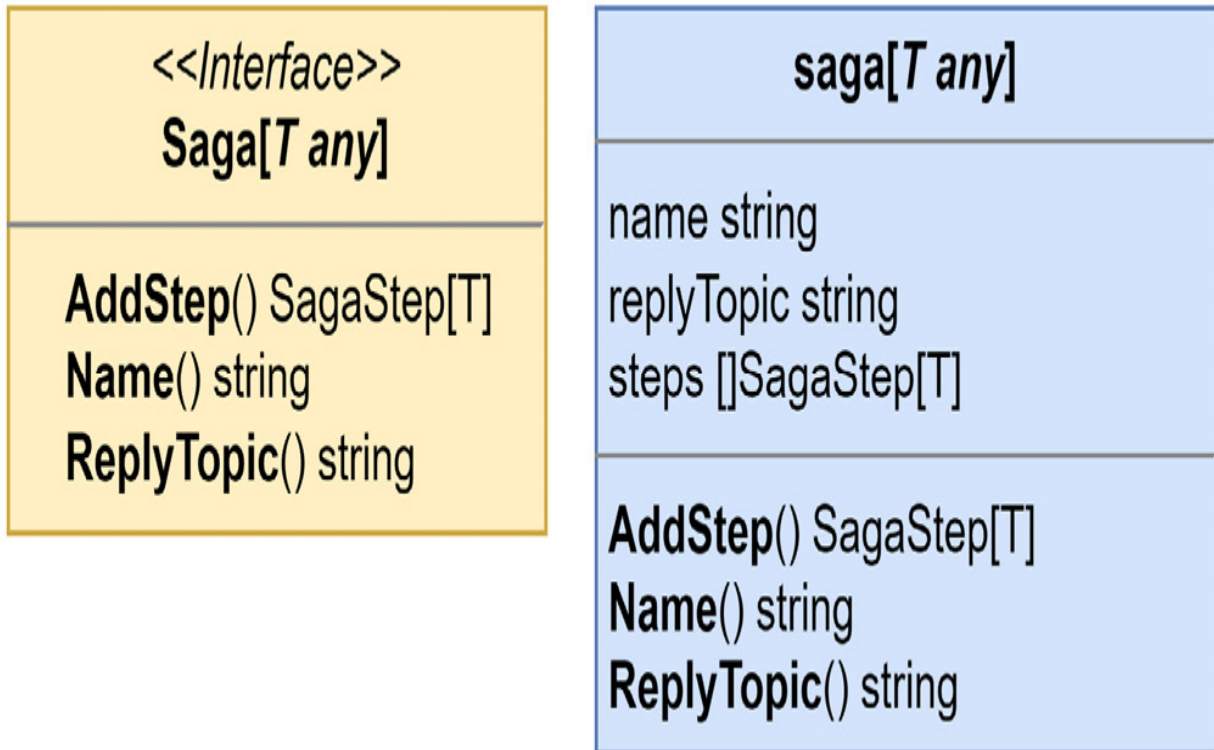 <<Interface>>
Saga[T any]
AddStep() SagaStep[T]
Name() string
ReplyTopic() string
saga[T any]
name string
replyTopic string
steps []SagaStep[T]
AddStep() SagaStep[T]
Name() string
ReplyTopic() string